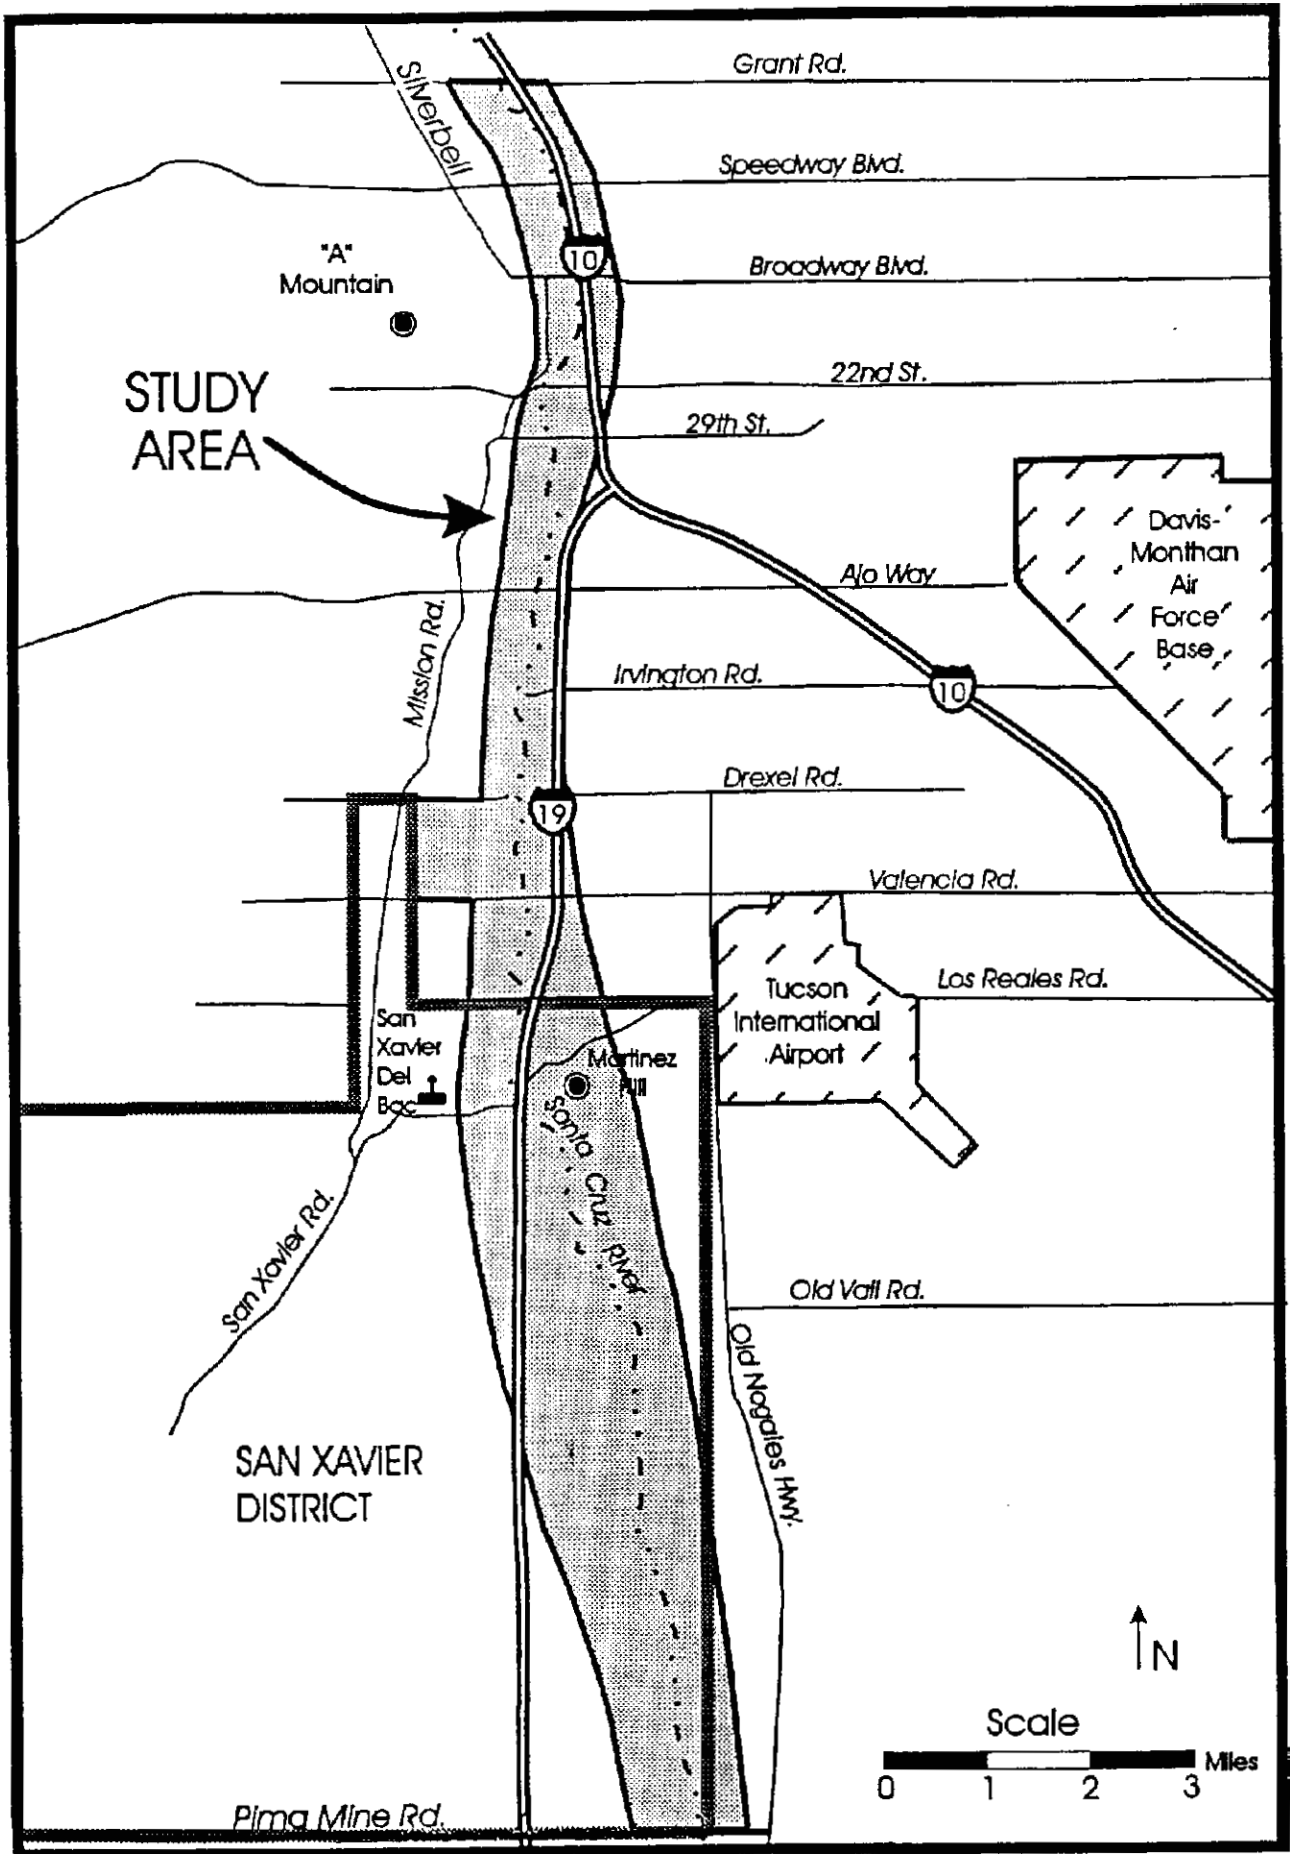 Grant Rd.
Silverbell
Speedway Blvd.
"A"
Mountain
10
Broadway Blvd.
STUDY
AREA
22nd St.
29th St.
Davis-
Monthan
Air
Force
Base
Ajo Way
Mission Rd.
Irvington Rd.
10
Drexel Rd.
19
Valencia Rd.
Tucson
International
Airport
Los Reales Rd.
San
Xavier
Del
Bac
Martinez
Santa Cruz River
San Xavier Rd.
Old Vail Rd.
Old Nogales Hwy.
SAN XAVIER
DISTRICT
N
Scale
Miles
0 1 2 3
Pima Mine Rd.